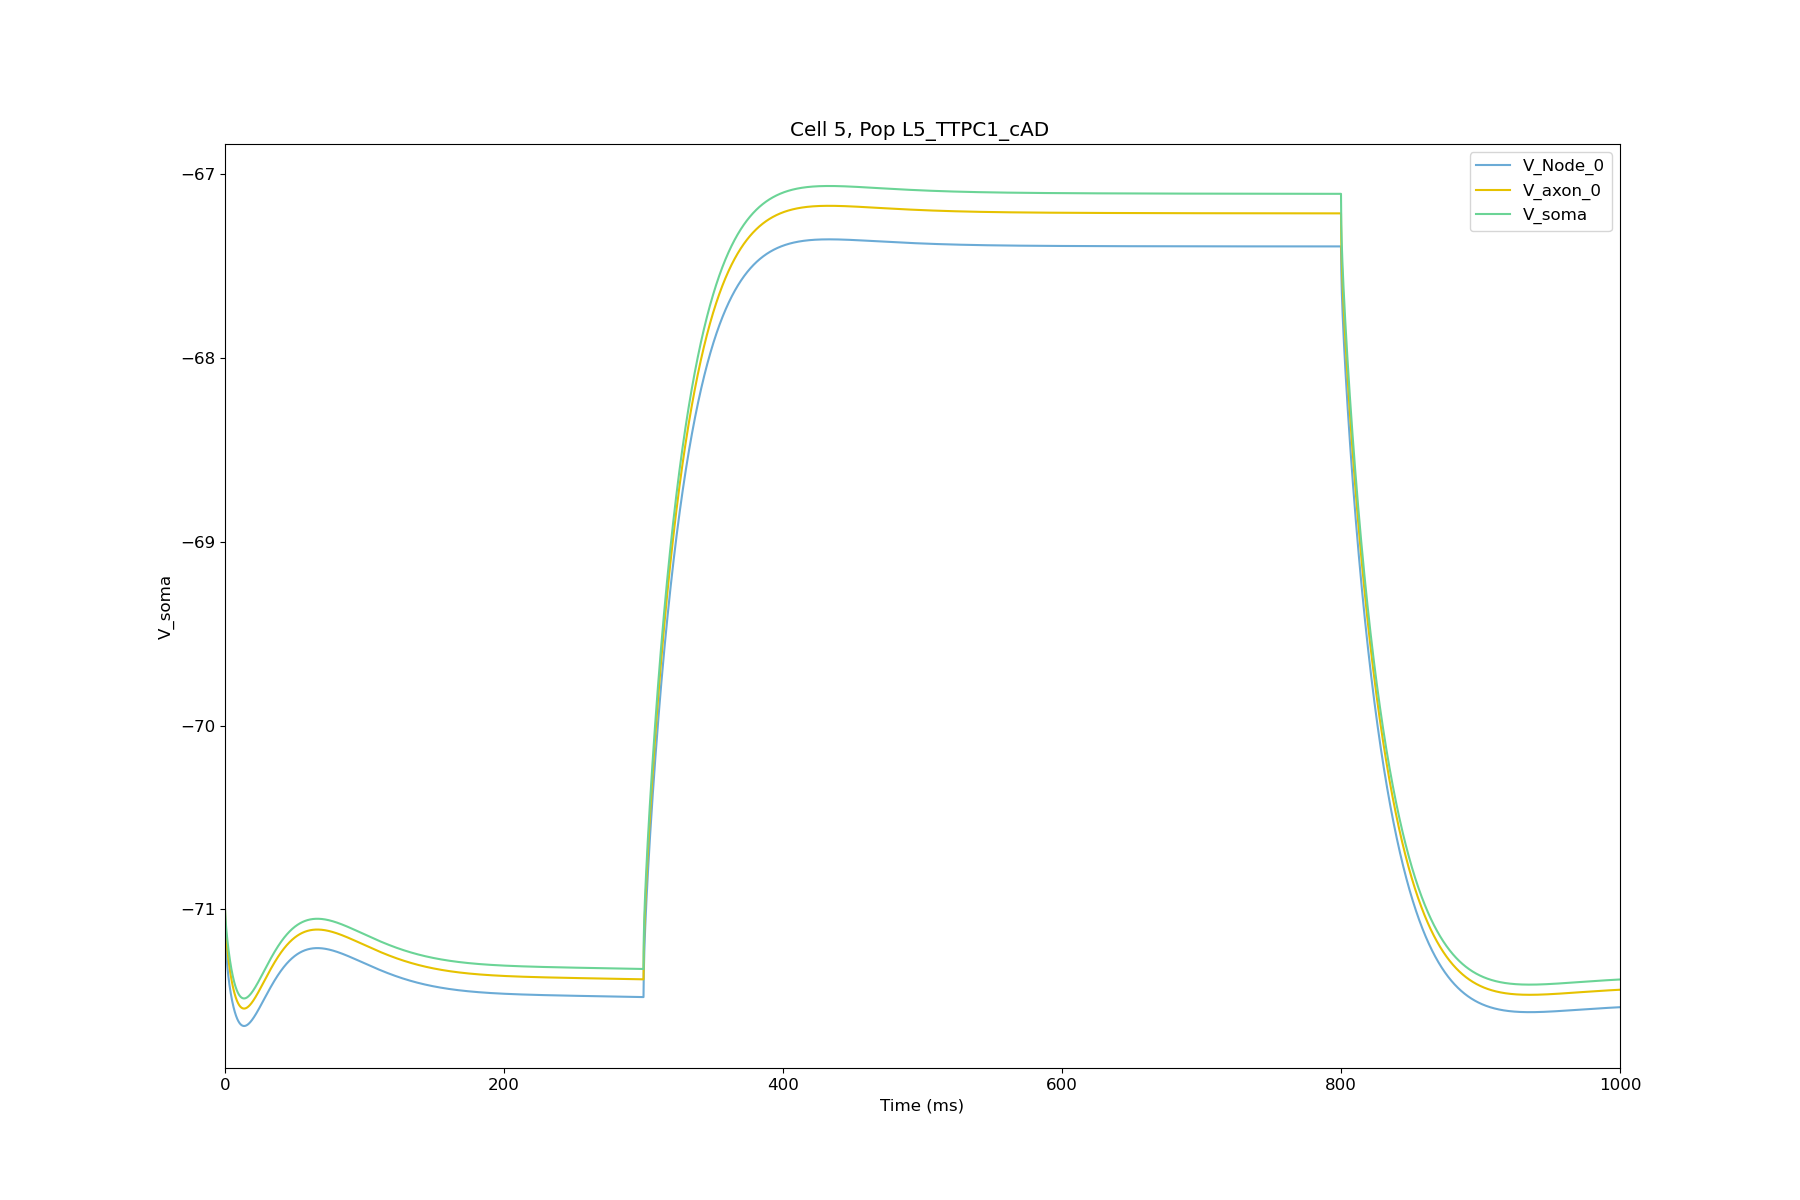 Cell 5, Pop L5_TTPC1_cAD
V_Node_0
V_axon_0
V_soma
−67
−68
−69
−70
−71
V_soma
0
200
400
600
800
1000
Time (ms)